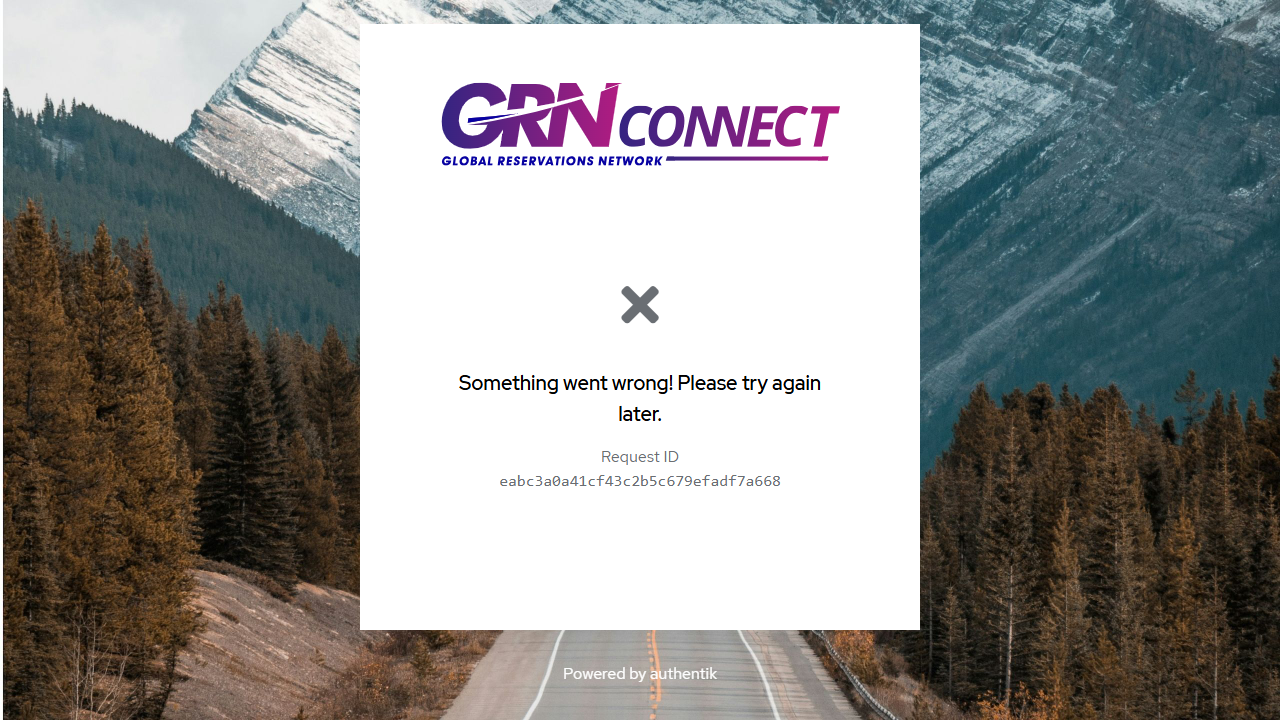 GRN CONNECT
GLOBAL RESERVATIONS NETWORK
Something went wrong! Please try again
later.
Request ID
eabc3a0a41cf43c2b5c679efadf7a668
Powered by authentik